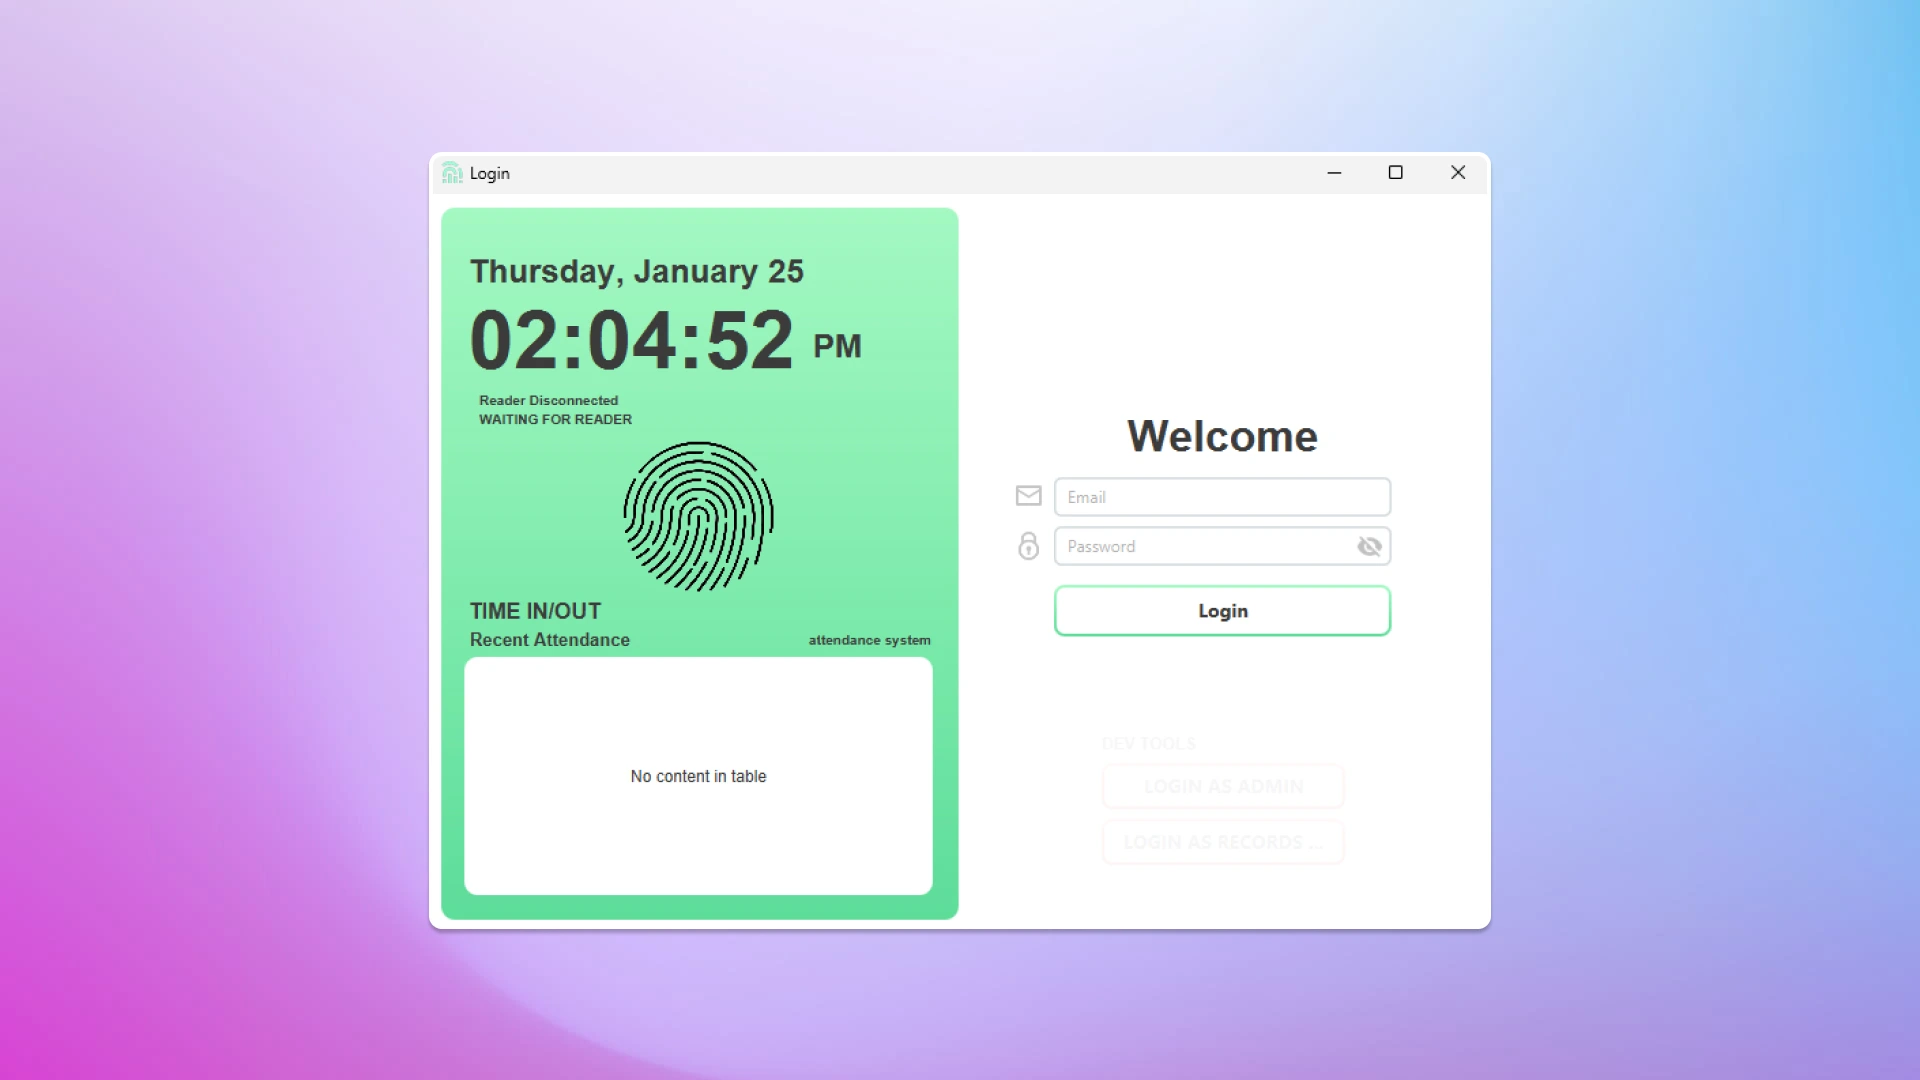 Login
Thursday, January 25
02:04:52 PM
Reader Disconnected
WAITING FOR READER
TIME IN/OUT
Recent Attendance
attendance system
No content in table
Welcome
Email
Password
Login
DEV TOOLS
LOGIN AS ADMIN
LOGIN AS RECORDS ...